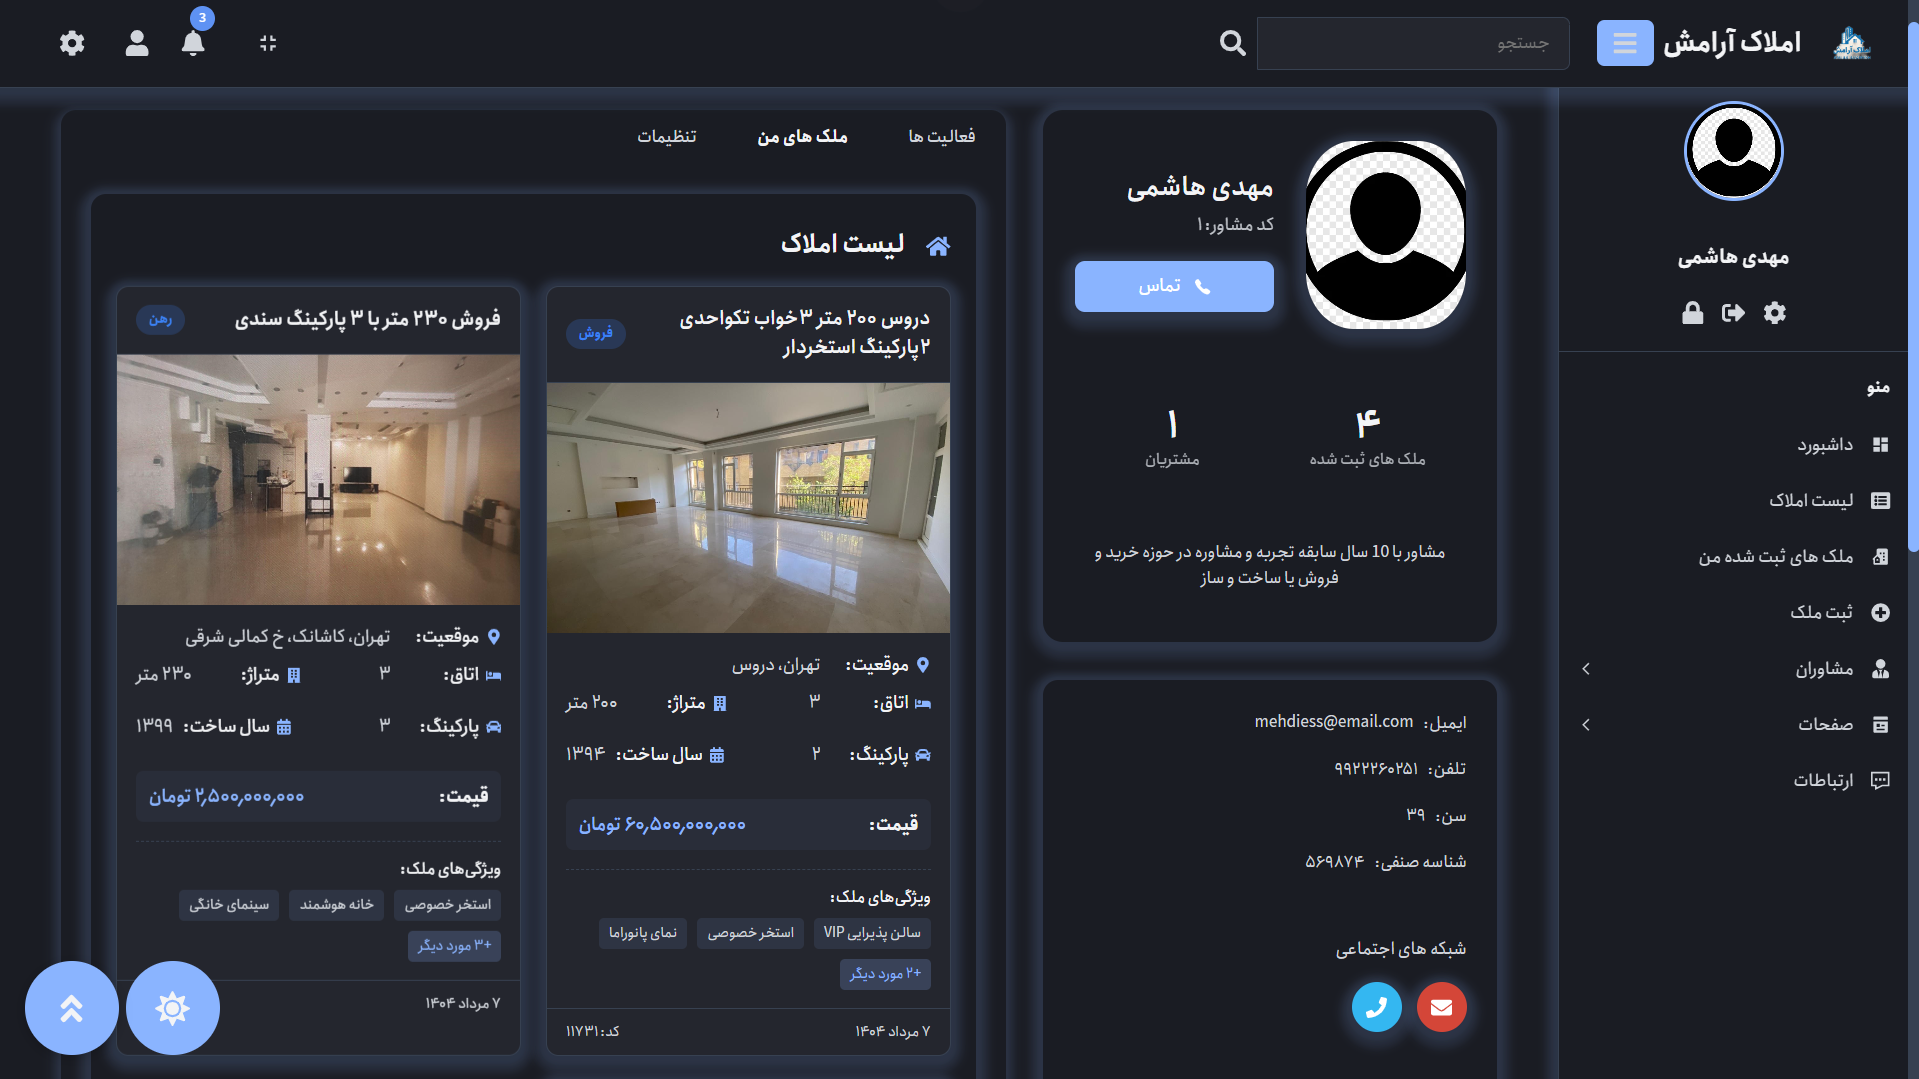 املاک آرامش
جستجو
3
مهدی هاشمی
منو
داشبورد
لیست املاک
ملک های ثبت شده من
ثبت ملک
مشاوران
صفحات
ارتباطات
مهدی هاشمی
کد مشاور: ۱
تماس
۴
ملک های ثبت شده
۱
مشتریان
مشاور با 10 سال سابقه تجربه و مشاوره در حوزه خرید و
فروش یا ساخت و ساز
ایمیل: mehdiess@email.com
تلفن: ۹۹۲۲۲۶۰۲۵۱
سن: ۳۹
شناسه صنفی: ۵۶۹۸۷۴
شبکه های اجتماعی
فعالیت ها
ملک های من
تنظیمات
لیست املاک
دروس ۲۰۰ متر ۳خواب تکواحدی
۲پارکینگ استخردار
فروش
موقعیت: تهران، دروس
اتاق: ۳
متراژ: ۲۰۰ متر
پارکینگ: ۲
سال ساخت: ۱۳۹۴
قیمت: ۶۰٬۵۰۰٬۰۰۰٬۰۰۰ تومان
ویژگی‌های ملک:
سالن پذیرایی VIP
استخر خصوصی
نمای پانوراما
+۲ مورد دیگر
۷ مرداد ۱۴۰۴
کد: ۱۱۷۳۱
فروش ۲۳۰ متر با ۳ پارکینگ سندی
رهن
موقعیت: تهران، کاشانک، خ کمالی شرقی
اتاق: ۳
متراژ: ۲۳۰ متر
پارکینگ: ۳
سال ساخت: ۱۳۹۹
قیمت: ۲٬۵۰۰٬۰۰۰٬۰۰۰ تومان
ویژگی‌های ملک:
استخر خصوصی
خانه هوشمند
سینمای خانگی
+۳ مورد دیگر
۷ مرداد ۱۴۰۴